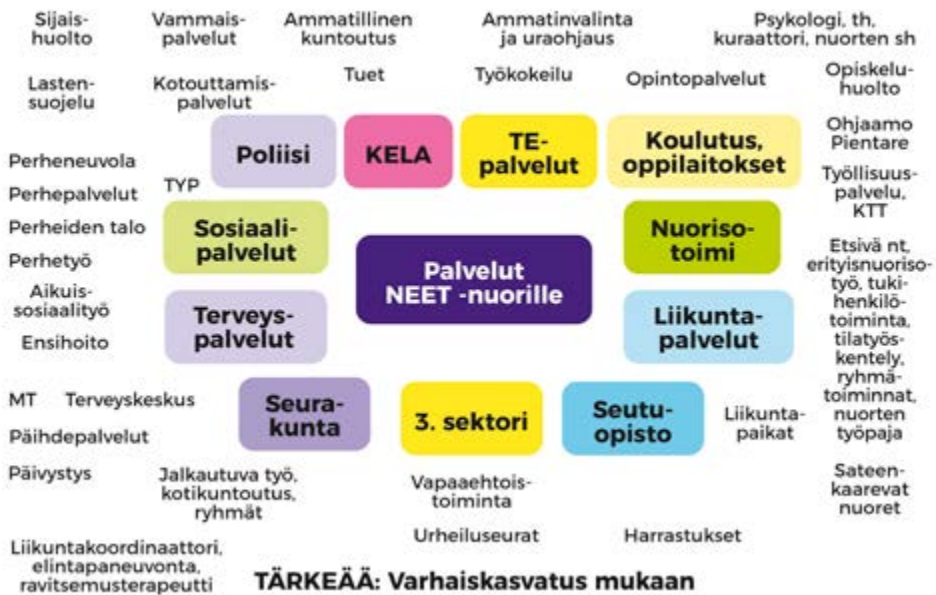 Sijais-
huolto
Vammais-
palvelut
Ammatillinen
kuntoutus
Ammatinvalinta
ja uraohjaus
Psykologi, th,
kuraattori, nuorten sh
Lasten-
suojelu
Kotouttamis-
palvelut
Tuet
Työkokeilu
Opintopalvelut
Opiskelu-
huolto
Poliisi
KELA
TE-
palvelut
Koulutus,
oppilaitokset
Ohjaamo
Pientare
Perheneuvola
Perhepalvelut
TYP
Työllisuus-
palvelu,
KTT
Perheiden talo
Perhetyö
Sosiaali-
palvelut
Palvelut
NEET -nuorille
Nuoriso-
toimi
Etsivä nt,
erityisnuoriso-
työ, tuki-
henkilö-
toiminta,
tilatyös-
kentely,
ryhmä-
toiminnat,
nuorten
työpaja
Aikuis-
sosiaalityö
Ensihoito
Terveys-
palvelut
Liikunta-
palvelut
MT
Terveyskeskus
Päihdepalvelut
Seura-
kunta
3. sektori
Seutu-
opisto
Liikunta-
paikat
Päivystys
Jalkautuva työ,
kotikuntoutus,
ryhmät
Vapaaehtois-
toiminta
Sateen-
kaarevat
nuoret
Urheiluseurat
Harrastukset
Liikuntakoordinaattori,
elintapaneuvonta,
ravitsemusterapeutti
TÄRKEÄÄ: Varhaiskasvatus mukaan